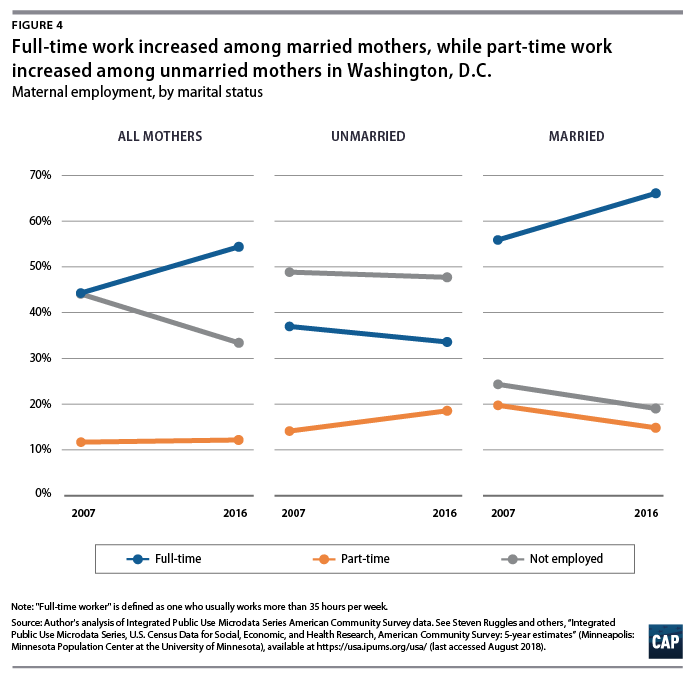 FIGURE 4
Full-time work increased among married mothers, while part-time work
increased among unmarried mothers in Washington, D.C.
Maternal employment, by marital status
ALL MOTHERS
UNMARRIED
MARRIED
70%
60%
50%
40%
30%
20%
10%
0%
2007
2016
2007
2016
2007
2016
Full-time
Part-time
Not employed
Note: "Full-time worker" is defined as one who usually works more than 35 hours per week.
Source: Author's analysis of Integrated Public Use Microdata Series American Community Survey data. See Steven Ruggles and others, “Integrated
Public Use Microdata Series, U.S. Census Data for Social, Economic, and Health Research, American Community Survey: 5-year estimates” (Minneapolis:
Minnesota Population Center at the University of Minnesota), available at https://usa.ipums.org/usa/ (last accessed August 2018).
CAP